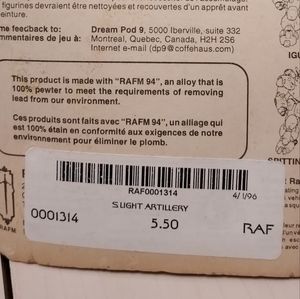 figurines devraient être nettoyées et recouvertes d'un apprêt avant
peinture.
me feedback to: Dream Pod 9, 5000 Iberville, suite 332
mmentaires de jeu à: Montreal, Quebec, Canada, H2H 2S6
Internet e-mail (dp9@coffehaus.com)
This product is made with "RAFM 94", an alloy that is
100% pewter to meet the requirements of removing
lead from our environment.
Ces produits sont faits avec "RAFM 94", un alliage qui
est 100% étain en conformité aux exigences de notre
environnement pour éliminer le plomb.
SPITTIN
RAF0001314
4/1/96
S.LIGHT ARTILLERY
0001314
5.50
RAF
RAFM